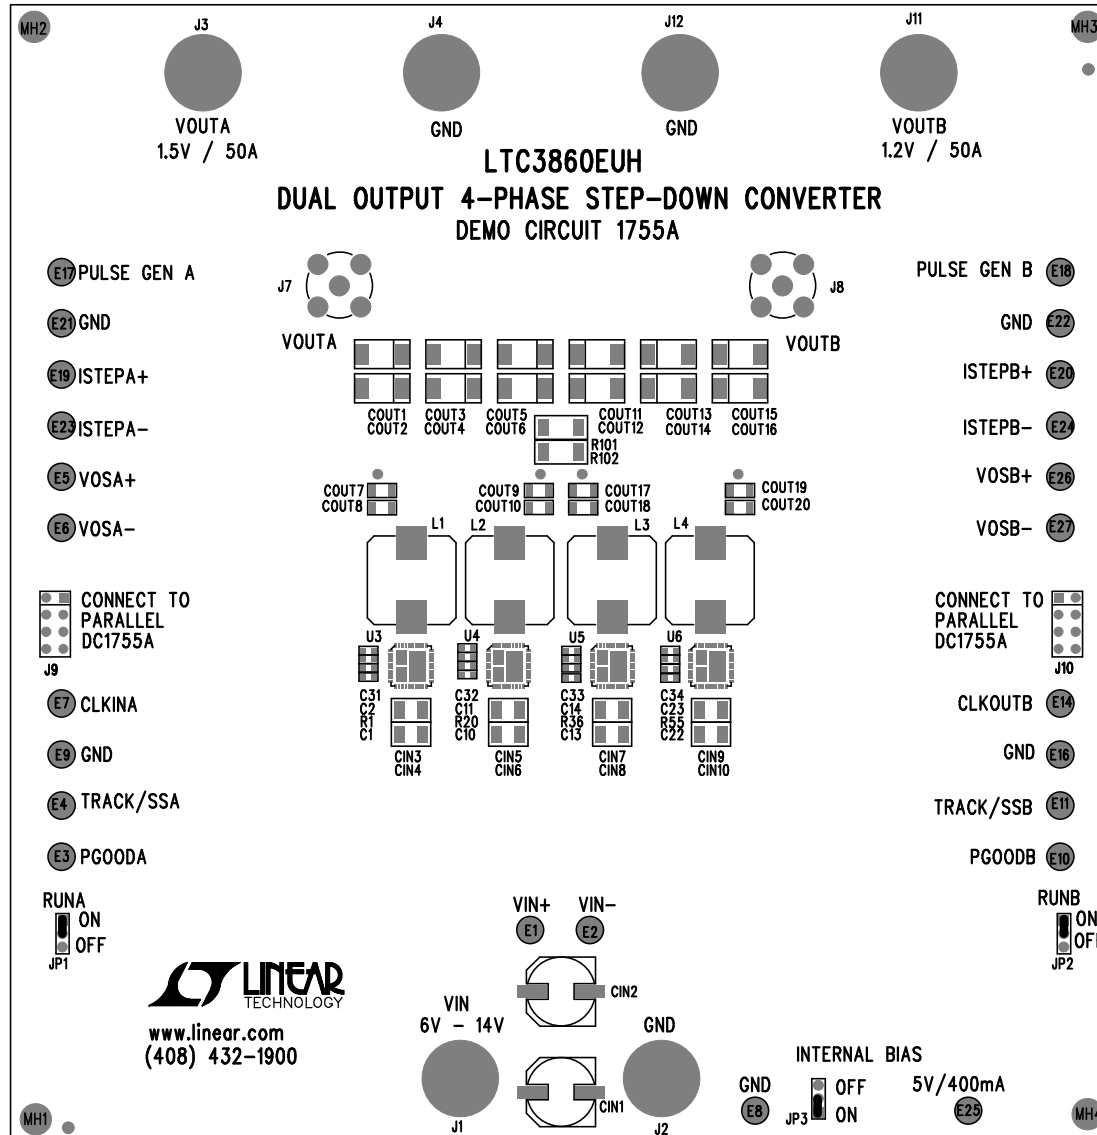 MH2
J3
J4
J12
J11
MH3
VOUTA
1.5V / 50A
GND
GND
VOUTB
1.2V / 50A
LTC3860EUH
DUAL OUTPUT 4-PHASE STEP-DOWN CONVERTER
DEMO CIRCUIT 1755A
E17 PULSE GEN A
J7
J8
PULSE GEN B E18
E21 GND
VOUTA
VOUTB
GND E22
E19 ISTEPA+
ISTEPB+ E20
COUT1 COUT3 COUT5 COUT11 COUT13 COUT15
COUT2 COUT4 COUT6 COUT12 COUT14 COUT16
E23 ISTEPA-
ISTEPB- E24
R101
R102
E5 VOSA+
VOSB+ E26
COUT7 COUT9 COUT17 COUT19
COUT8 COUT10 COUT18 COUT20
E6 VOSA-
L1 L2 L3 L4
VOSB- E27
CONNECT TO
PARALLEL
DC1755A
J9
CONNECT TO
PARALLEL
DC1755A
J10
U3 U4 U5 U6
C31 C32 C33 C34
C2 C11 C14 C23
R1 R20 R36 R55
C1 C10 C13 C22
E7 CLKINA
CLKOUTB E14
CIN3 CIN5 CIN7 CIN9
CIN4 CIN6 CIN8 CIN10
E9 GND
GND E16
E4 TRACK/SSA
TRACK/SSB E11
E3 PGOODA
PGOODB E10
RUNA
ON
OFF
JP1
VIN+ VIN-
E1 E2
RUNB
ON
OFF
JP2
LINEAR
TECHNOLOGY
www.linear.com
(408) 432-1900
CIN2
VIN
6V - 14V
GND
J1
CIN1
J2
INTERNAL BIAS
GND
E8
OFF
ON
JP3
5V/400mA
E25
MH1
MH4